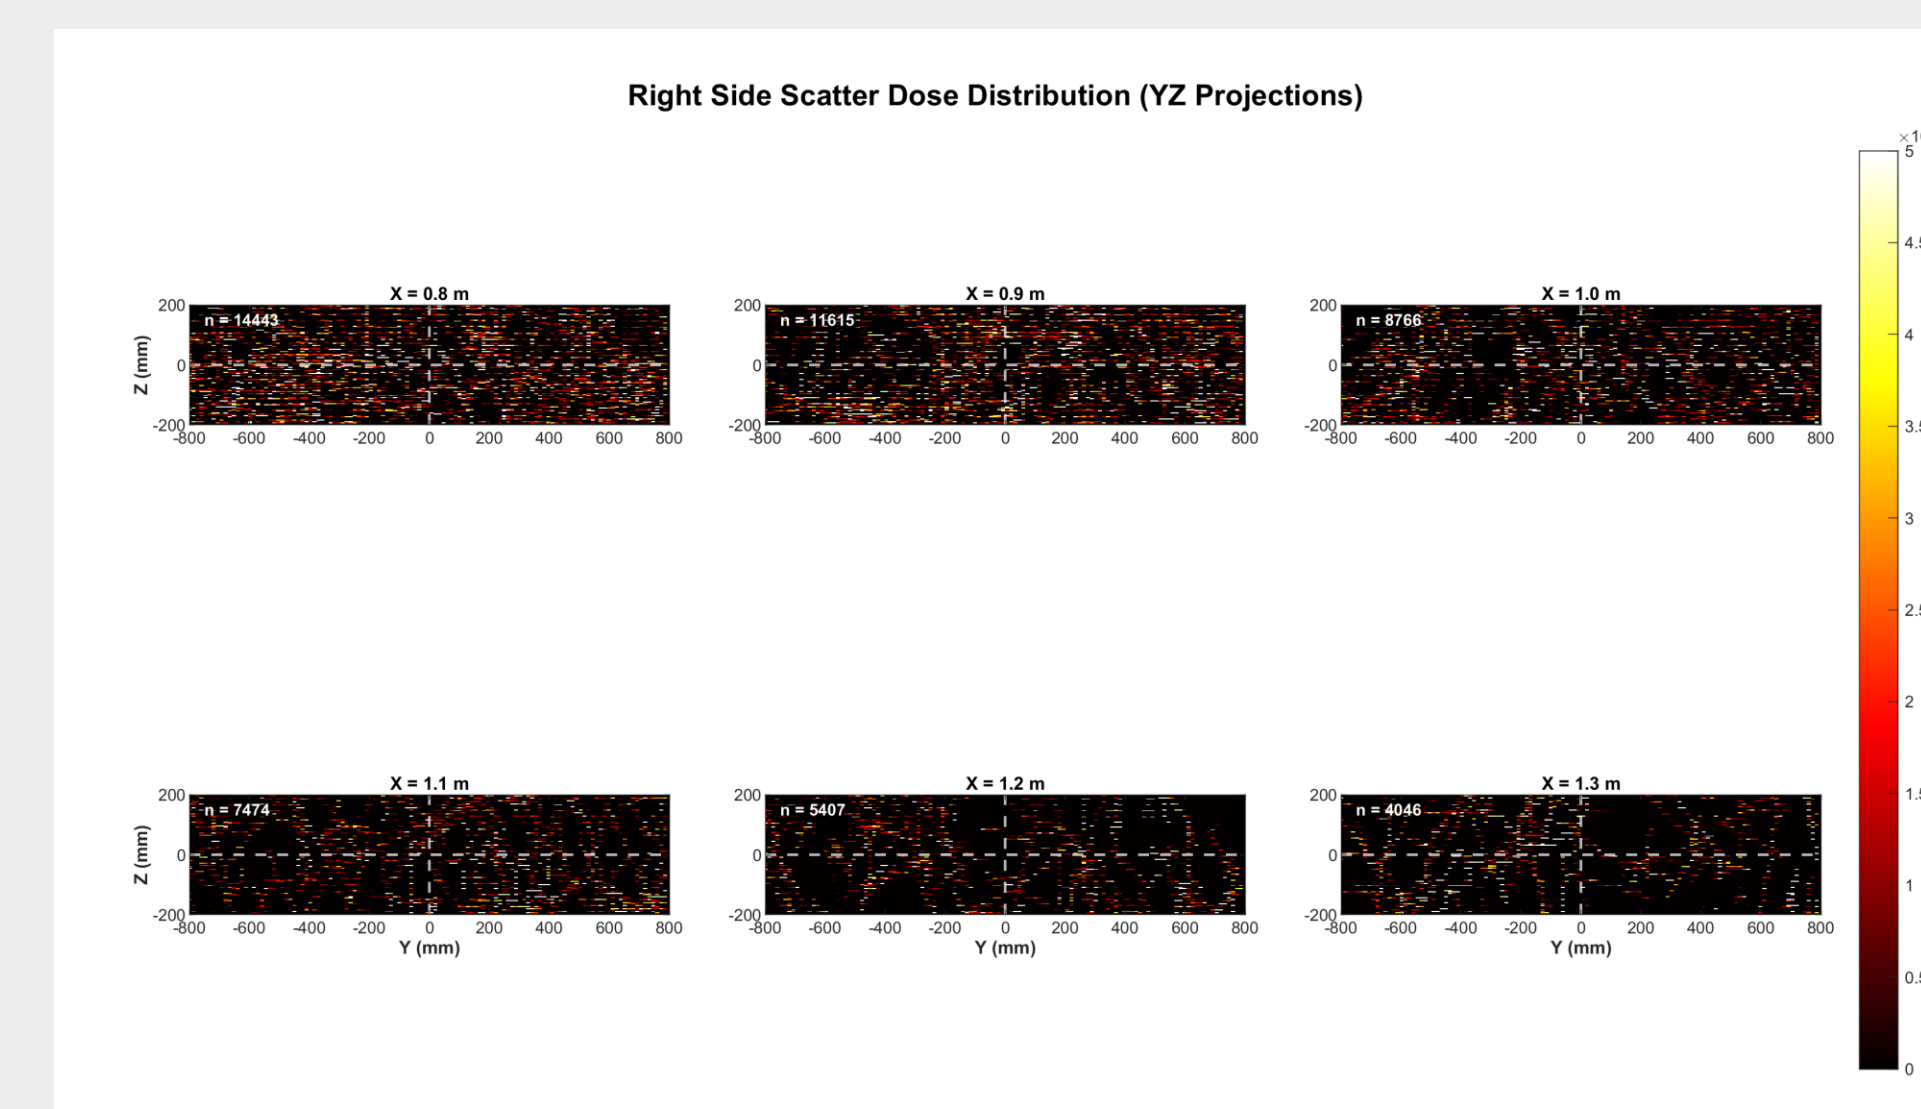 Right Side Scatter Dose Distribution (YZ Projections)
X = 0.8 m
X = 0.9 m
X = 1.0 m
n = 14443
n = 11615
n = 8766
Z (mm)
200
0
-200
-800 -600 -400 -200 0 200 400 600 800
200
0
-200
-800 -600 -400 -200 0 200 400 600 800
200
0
-200
-800 -600 -400 -200 0 200 400 600 800
X = 1.1 m
X = 1.2 m
X = 1.3 m
n = 7474
n = 5407
n = 4046
Z (mm)
200
0
-200
-800 -600 -400 -200 0 200 400 600 800
Y (mm)
200
0
-200
-800 -600 -400 -200 0 200 400 600 800
Y (mm)
200
0
-200
-800 -600 -400 -200 0 200 400 600 800
Y (mm)
5
4
3
2
1
0